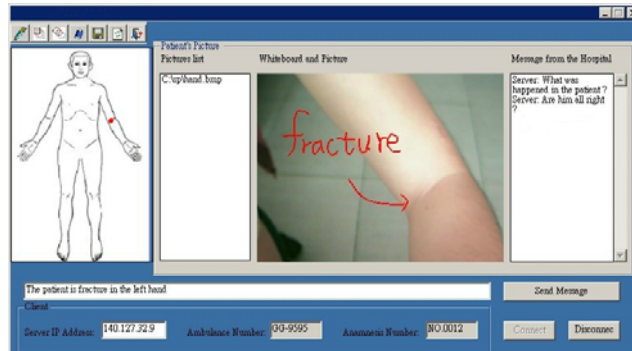 Patient's Picture
Pictures list
Whiteboard and Picture
Message from the Hospital
C:\sp\hand.bmp
Server: What was
happened in the patient ?
Server: Are him all right
?
fracture
The patient is fracture in the left hand
Send Message
Client
Server IP Address: 140.127.32.9
Ambulance Number: GG-9595
Anamnesis Number: NO.0012
Connect
Disconnec